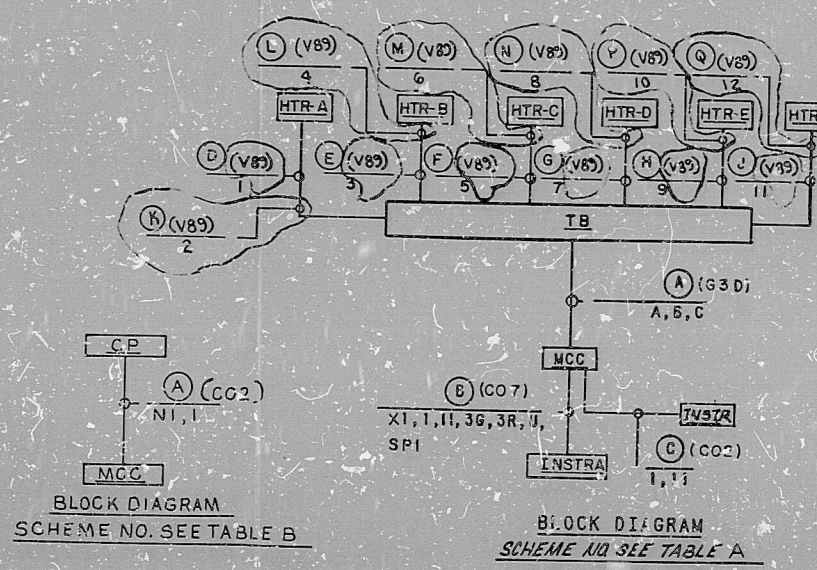 L (V89) M (V89) N (V89) P (V89) Q (V89)
4 6 8 10 12
HTR-A HTR-B HTR-C HTR-D HTR-E HTR
D (V89) E (V89) F (V89) G (V89) H (V89) J (V89)
1 3 5 7 9 11
K (V89)
2
TB
A (G3D)
A, B, C
CP
MCC
A (C02)
N1, 1
B (C07)
X1, 1, 11, 3G, 3R, U,
SP1
INSTR
C (C02)
1, 11
MCC
INSTRA
BLOCK DIAGRAM
SCHEME NO. SEE TABLE B
BLOCK DIAGRAM
SCHEME NO SEE TABLE A